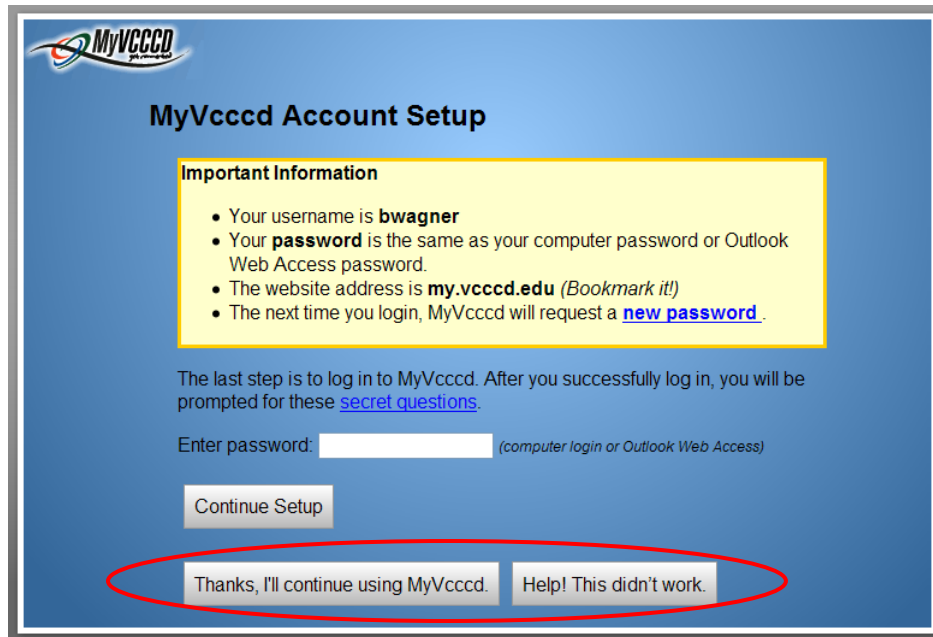 MyVCCCD
MyVcccd Account Setup
Important Information
• Your username is bwagner
• Your password is the same as your computer password or Outlook
Web Access password.
• The website address is my.vcccd.edu (Bookmark it!)
• The next time you login, MyVcccd will request a new password .
The last step is to log in to MyVcccd. After you successfully log in, you will be
prompted for these secret questions.
Enter password: (computer login or Outlook Web Access)
Continue Setup
Thanks, I'll continue using MyVcccd. Help! This didn't work.